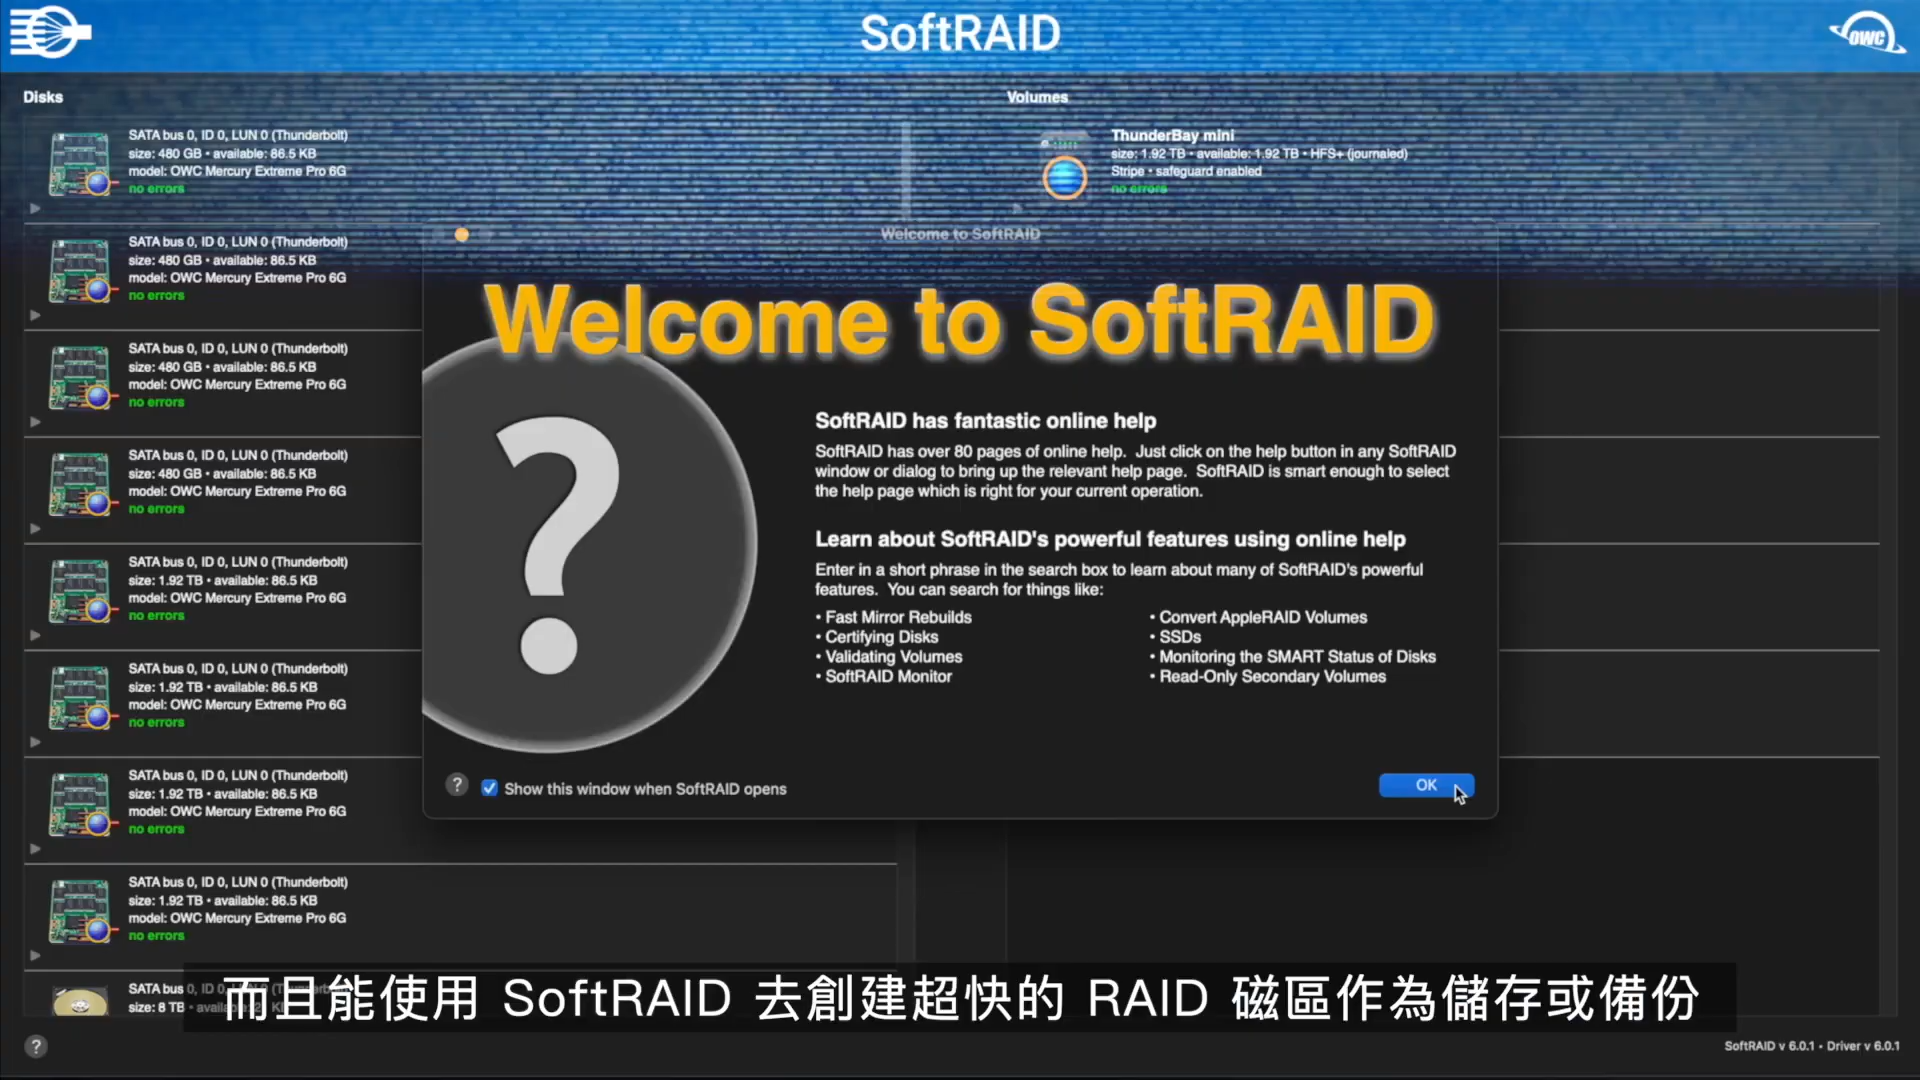 SoftRAID
OWC
Disks
Volumes
SATA bus 0, ID 0, LUN 0 (Thunderbolt)
size: 480 GB • available: 86.5 KB
model: OWC Mercury Extreme Pro 6G
no errors
ThunderBay mini
size: 1.92 TB • available: 1.92 TB • HFS+ (journaled)
Stripe • safeguard enabled
no errors
SATA bus 0, ID 0, LUN 0 (Thunderbolt)
size: 480 GB • available: 86.5 KB
model: OWC Mercury Extreme Pro 6G
no errors
SATA bus 0, ID 0, LUN 0 (Thunderbolt)
size: 480 GB • available: 86.5 KB
model: OWC Mercury Extreme Pro 6G
no errors
SATA bus 0, ID 0, LUN 0 (Thunderbolt)
size: 480 GB • available: 86.5 KB
model: OWC Mercury Extreme Pro 6G
no errors
SATA bus 0, ID 0, LUN 0 (Thunderbolt)
size: 1.92 TB • available: 86.5 KB
model: OWC Mercury Extreme Pro 6G
no errors
SATA bus 0, ID 0, LUN 0 (Thunderbolt)
size: 1.92 TB • available: 86.5 KB
model: OWC Mercury Extreme Pro 6G
no errors
SATA bus 0, ID 0, LUN 0 (Thunderbolt)
size: 1.92 TB • available: 86.5 KB
model: OWC Mercury Extreme Pro 6G
no errors
SATA bus 0, ID 0, LUN 0 (Thunderbolt)
size: 1.92 TB • available: 86.5 KB
model: OWC Mercury Extreme Pro 6G
no errors
SATA bus 0, ID 0,
size: 8 TB
Welcome to SoftRAID
Welcome to SoftRAID
?
SoftRAID has fantastic online help
SoftRAID has over 80 pages of online help. Just click on the help button in any SoftRAID
window or dialog to bring up the relevant help page. SoftRAID is smart enough to select
the help page which is right for your current operation.
Learn about SoftRAID's powerful features using online help
Enter in a short phrase in the search box to learn about many of SoftRAID's powerful
features. You can search for things like:
• Fast Mirror Rebuilds
• Certifying Disks
• Validating Volumes
• SoftRAID Monitor
• Convert AppleRAID Volumes
• SSDs
• Monitoring the SMART Status of Disks
• Read-Only Secondary Volumes
? Show this window when SoftRAID opens
OK
而且能使用 SoftRAID 去創建超快的 RAID 磁區作為儲存或備份
?
SoftRAID v 6.0.1 • Driver v 6.0.1